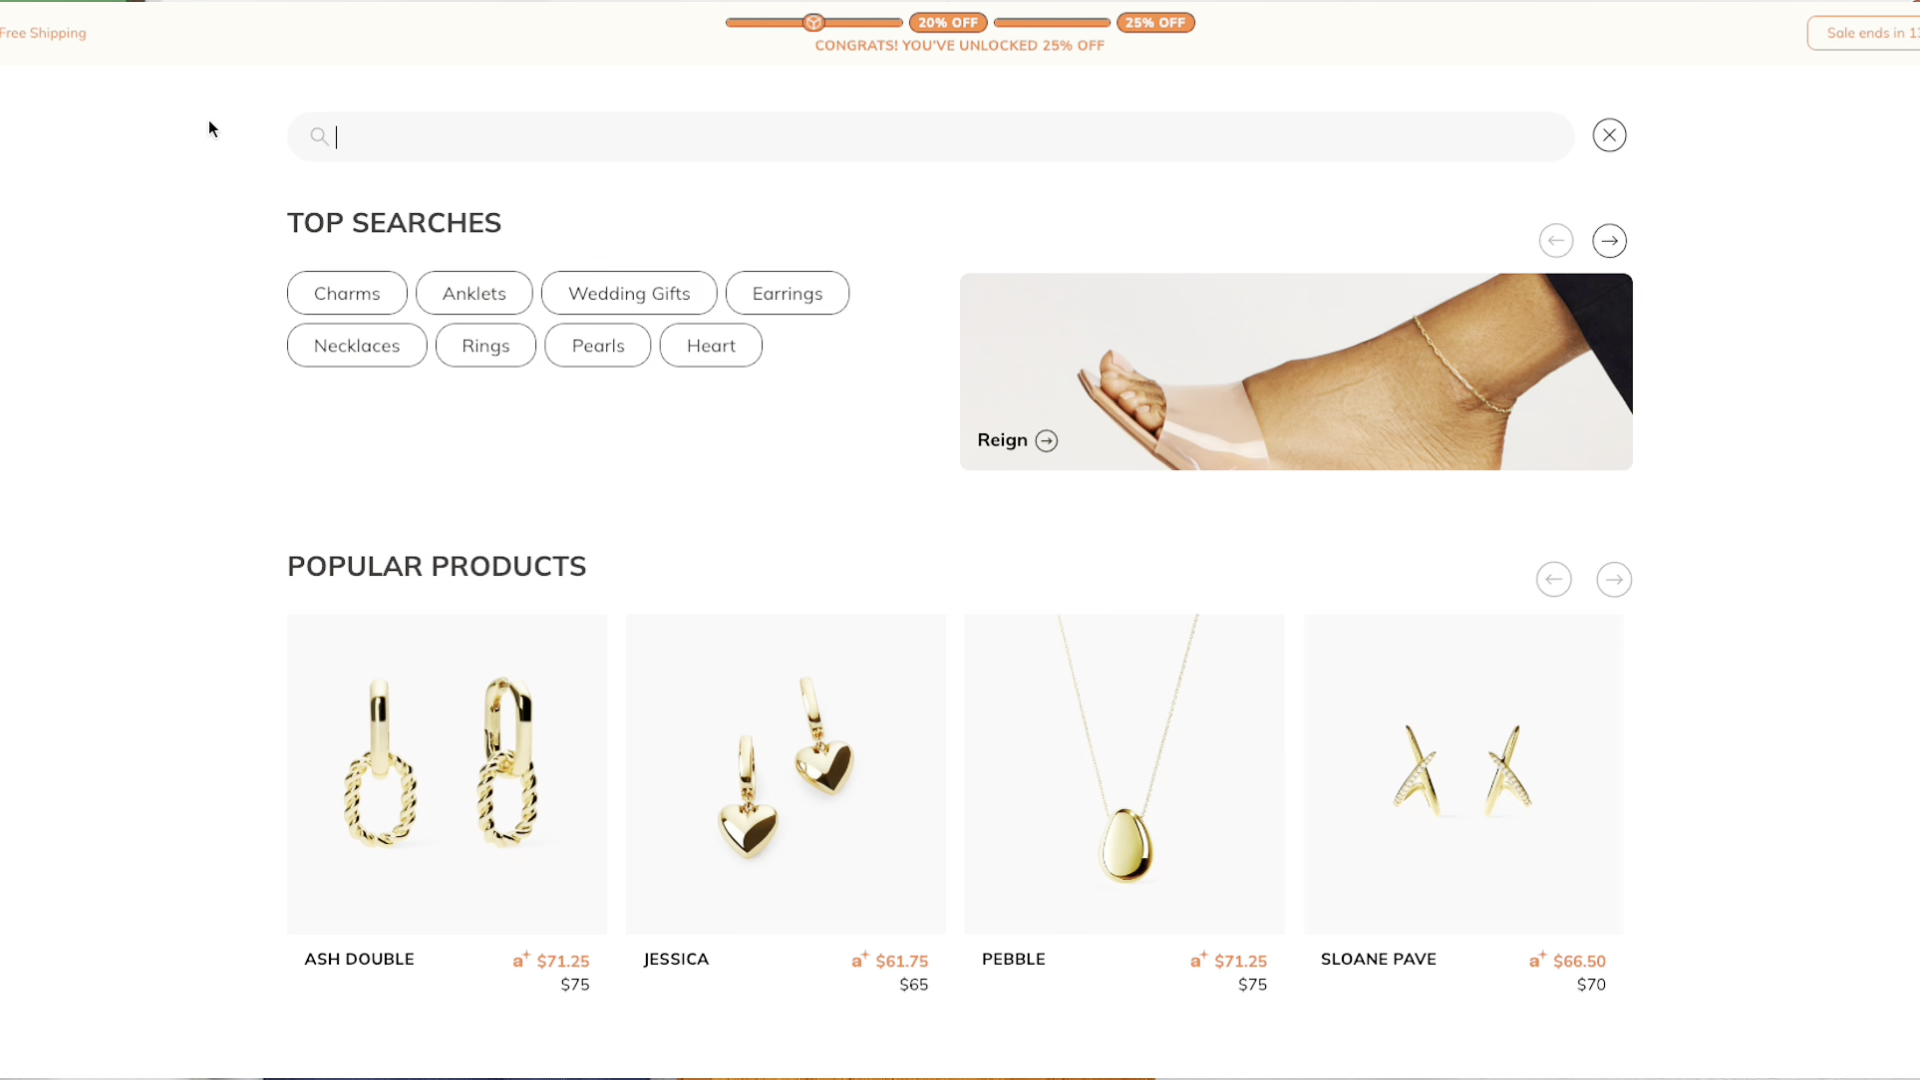 Free Shipping
20% OFF
25% OFF
CONGRATS! YOU'VE UNLOCKED 25% OFF
Sale ends in
TOP SEARCHES
Charms
Anklets
Wedding Gifts
Earrings
Necklaces
Rings
Pearls
Heart
Reign
POPULAR PRODUCTS
ASH DOUBLE
a+ $71.25
$75
JESSICA
a+ $61.75
$65
PEBBLE
a+ $71.25
$75
SLOANE PAVE
a+ $66.50
$70